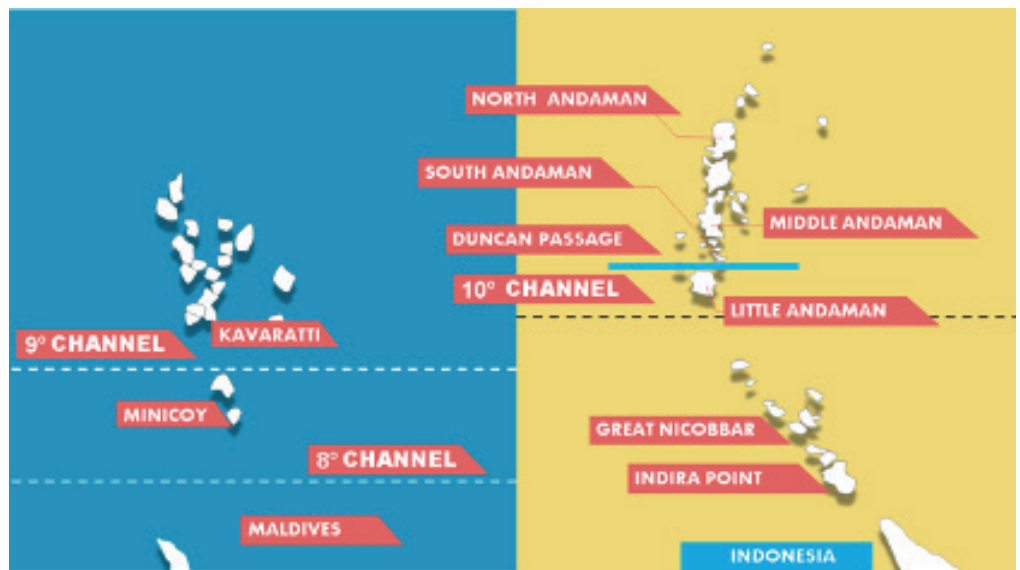 NORTH ANDAMAN
SOUTH ANDAMAN
MIDDLE ANDAMAN
DUNCAN PASSAGE
10° CHANNEL
LITTLE ANDAMAN
KAVARATTI
9° CHANNEL
MINICOY
GREAT NICOBBAR
8° CHANNEL
INDIRA POINT
MALDIVES
INDONESIA